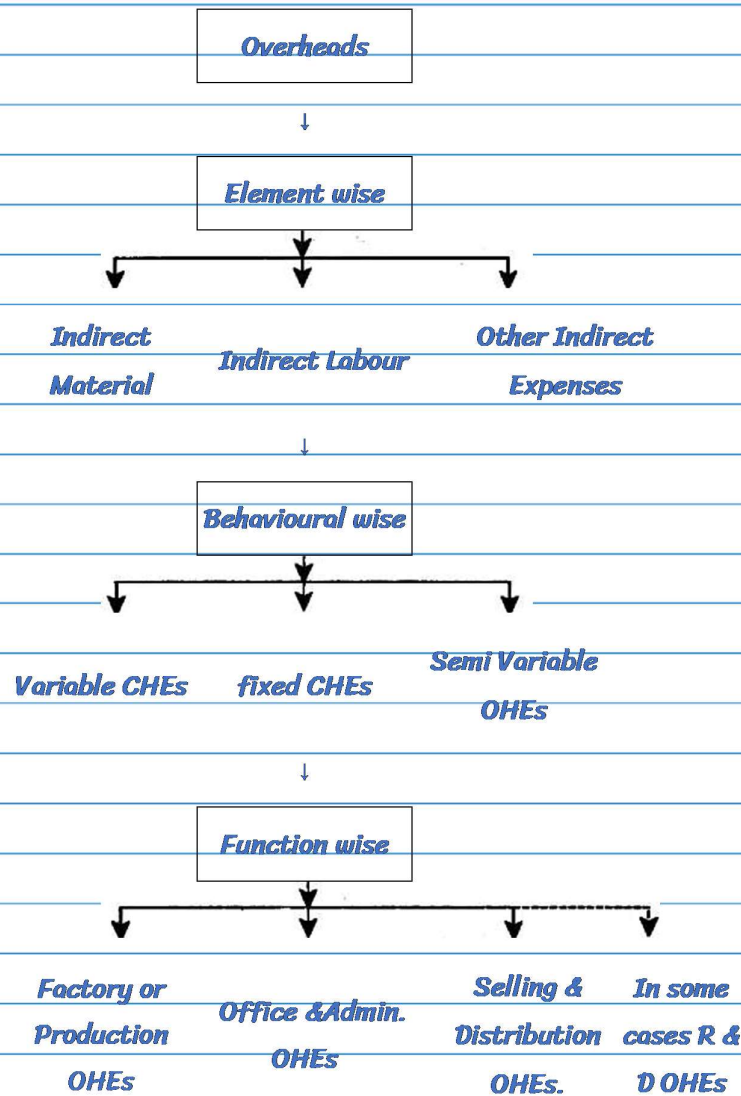 Overheads
↓
Element wise
Indirect
Material
Indirect Labour
Other Indirect
Expenses
↓
Behavioural wise
Variable CHEs
fixed CHEs
Semi Variable
OHEs
↓
Function wise
Factory or
Production
OHEs
Office &Admin.
OHEs
Selling &
Distribution
OHEs.
In some
cases R &
D OHEs